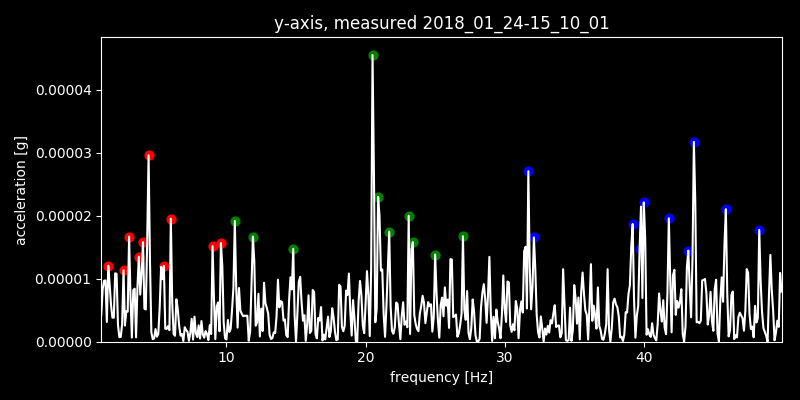 y-axis, measured 2018_01_24-15_10_01
acceleration [g]
0.00004
0.00003
0.00002
0.00001
0.00000
10 20 30 40
frequency [Hz]